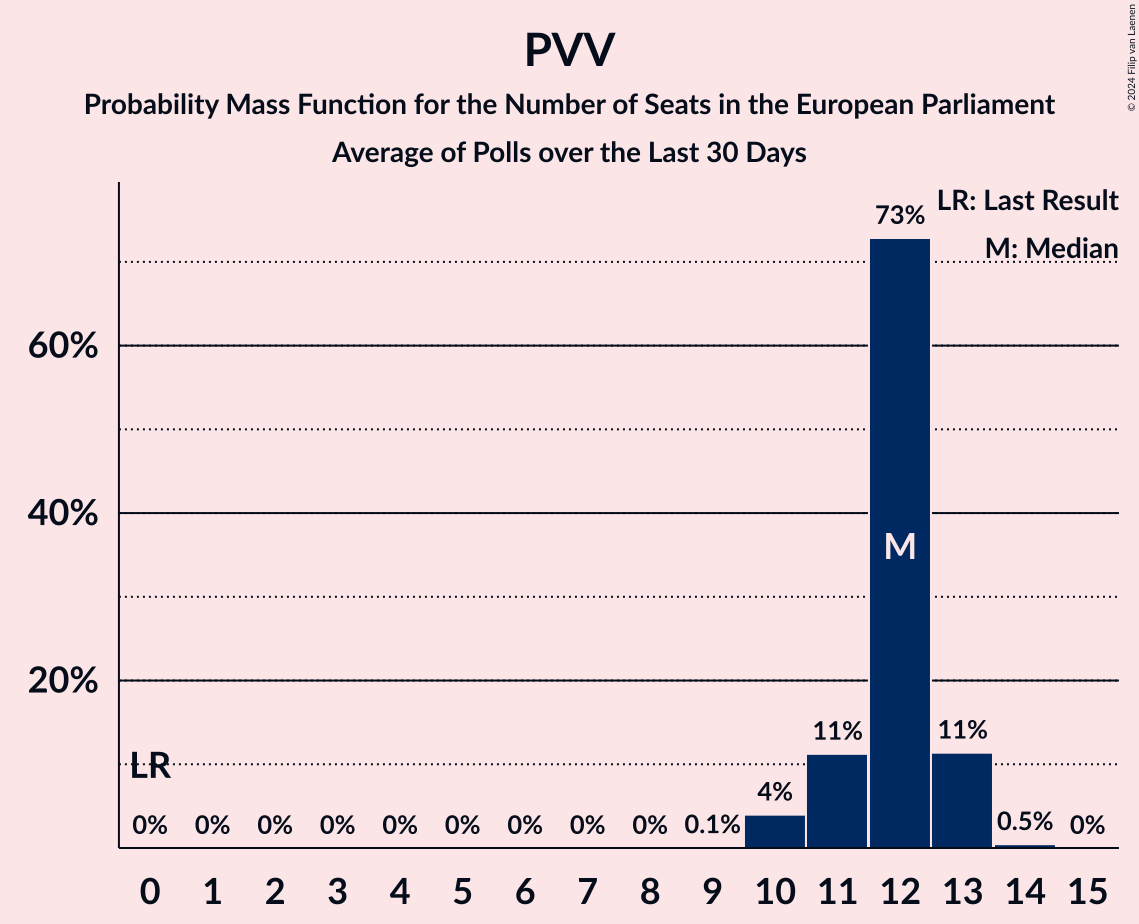 PVV
Probability Mass Function for the Number of Seats in the European Parliament
Average of Polls over the Last 30 Days
© 2024 Filip van Laenen
LR: Last Result
M: Median
73%
60%
40%
M
20%
11%
11%
LR
4%
0% 0% 0% 0% 0% 0% 0% 0% 0% 0.1% 0.5% 0%
0 1 2 3 4 5 6 7 8 9 10 11 12 13 14 15